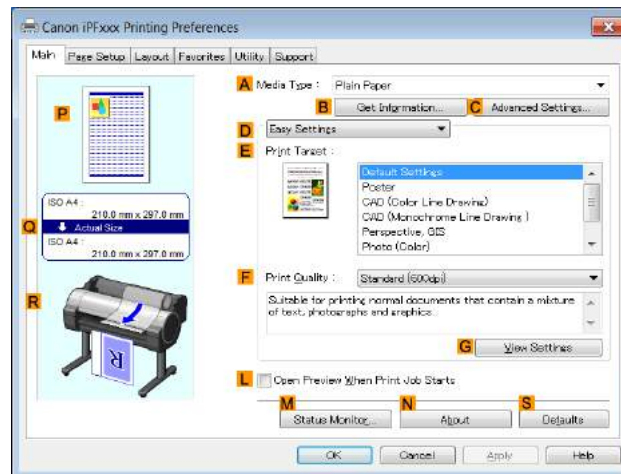 Canon iPFxxx Printing Preferences
Main Page Setup Layout Favorites Utility Support
A Media Type : Plain Paper
B Get Information... C Advanced Settings...
D Easy Settings
E Print Target :
Default Settings
Poster
CAD (Color Line Drawing)
CAD (Monochrome Line Drawing )
Perspective, GIS
Photo (Color)
P
ISO A4 :
210.0 mm x 297.0 mm
Q Actual Size
ISO A4 :
210.0 mm x 297.0 mm
R
R
F Print Quality : Standard (600dpi)
Suitable for printing normal documents that contain a mixture
of text, photographs and graphics.
G View Settings
L Open Preview When Print Job Starts
M N S
Status Monitor... About Defaults
OK Cancel Apply Help